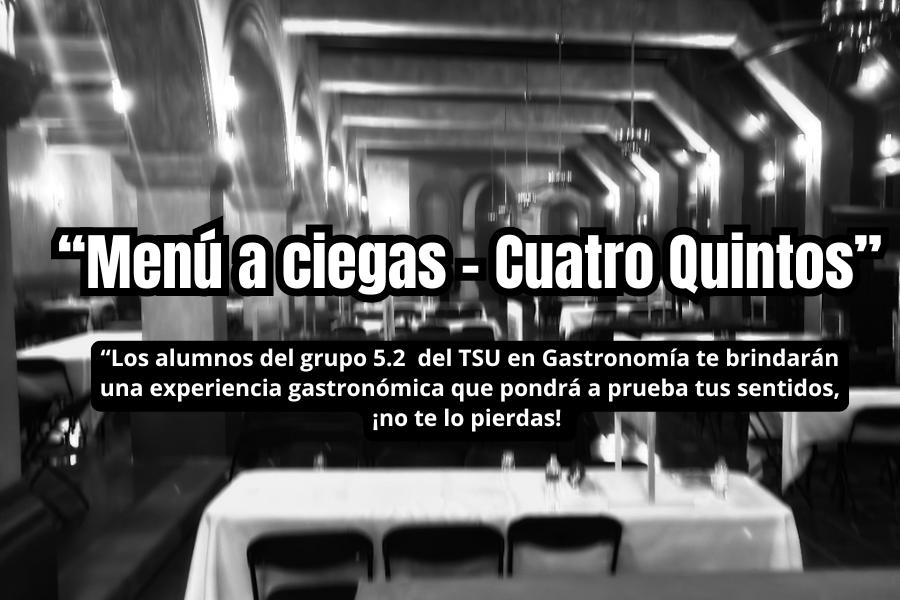 “Menú a ciegas - Cuatro Quintos”
“Los alumnos del grupo 5.2 del TSU en Gastronomía te brindarán
una experiencia gastronómica que pondrá a prueba tus sentidos,
¡no te lo pierdas!